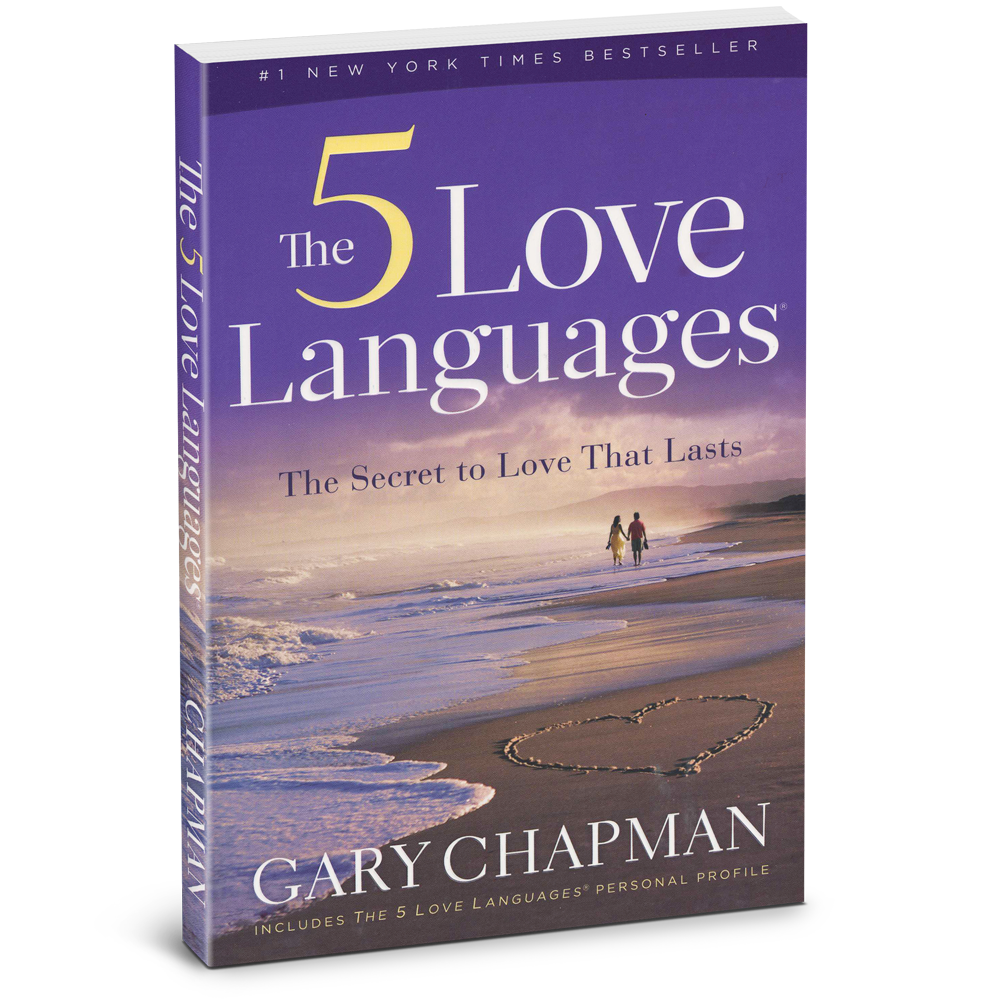 #1 NEW YORK TIMES BESTSELLER
The 5 Love
Languages®
The Secret to Love That Lasts
GARY CHAPMAN
INCLUDES THE 5 LOVE LANGUAGES® PERSONAL PROFILE
The 5 Love Languages CHAPMAN